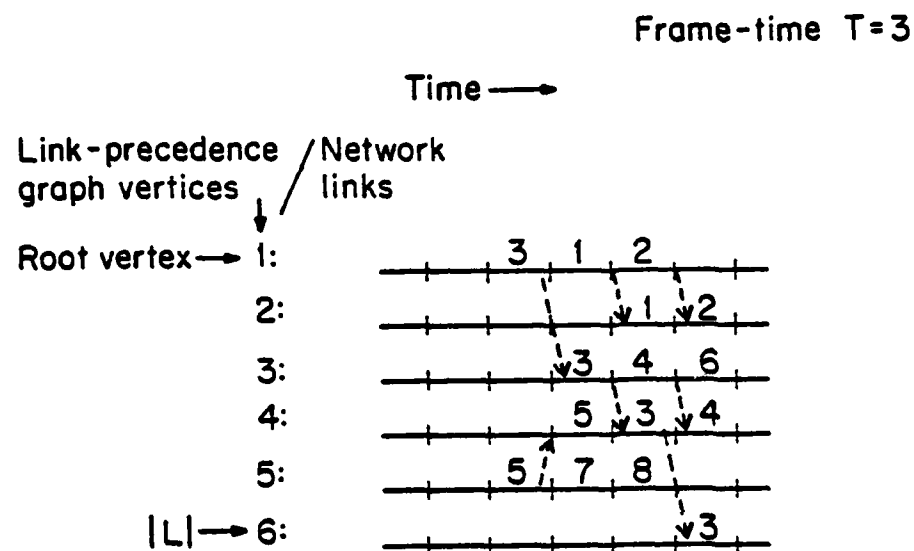 Frame-time T=3
Time
Link-precedence graph vertices
Network links
Root vertex 1: 3 1 2
2: 1 2
3: 3 4 6
4: 5 3 4
5: 5 7 8
|L| 6: 3